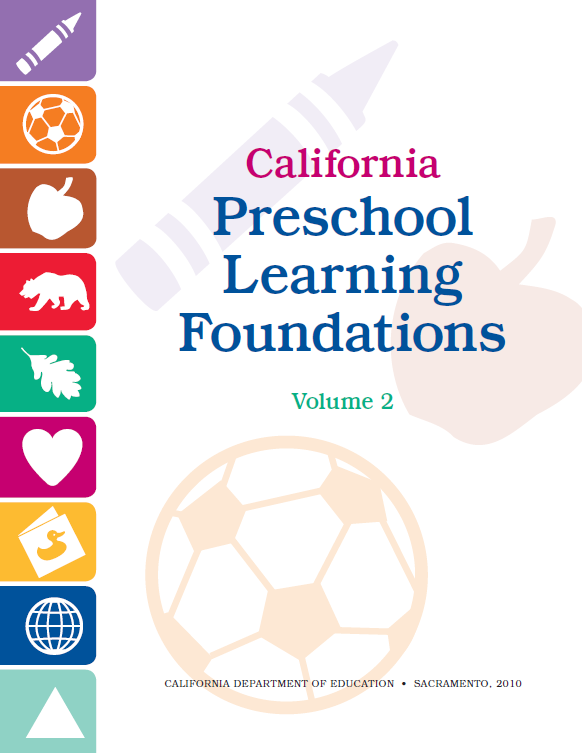 California
Preschool
Learning
Foundations
Volume 2
CALIFORNIA DEPARTMENT OF EDUCATION • SACRAMENTO, 2010